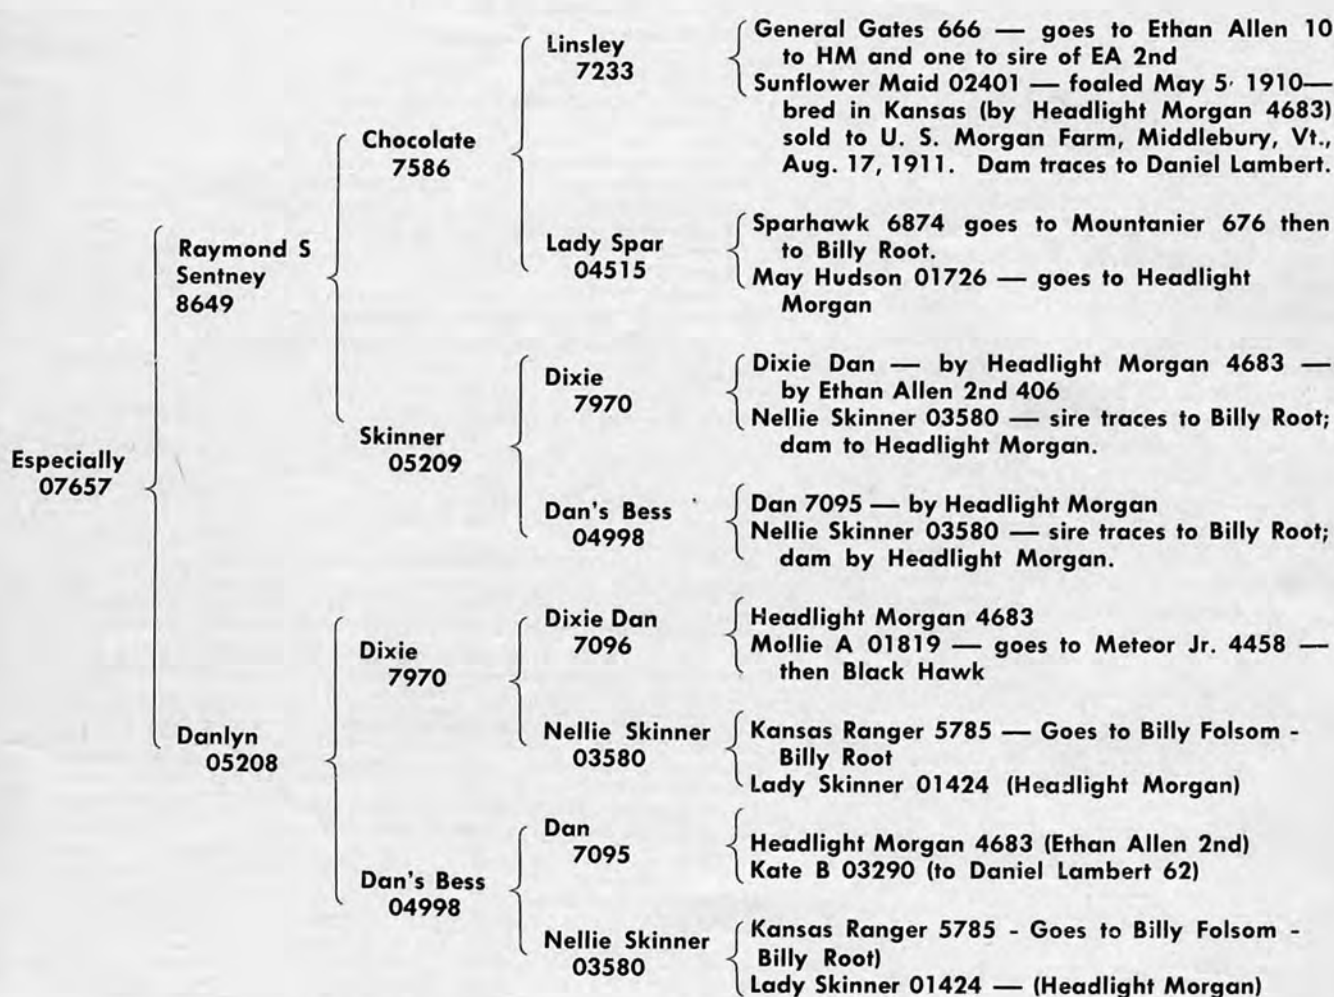 Especially
07657
Raymond S
Sentney
8649
Danlyn
05208
Chocolate
7586
Skinner
05209
Dixie
7970
Dan's Bess
04998
Linsley
7233
Lady Spar
04515
Dixie
7970
Dan's Bess
04998
Dixie Dan
7096
Nellie Skinner
03580
Dan
7095
Nellie Skinner
03580
General Gates 666 — goes to Ethan Allen 10
to HM and one to sire of EA 2nd
Sunflower Maid 02401 — foaled May 5, 1910—
bred in Kansas (by Headlight Morgan 4683)
sold to U. S. Morgan Farm, Middlebury, Vt.,
Aug. 17, 1911. Dam traces to Daniel Lambert.
Sparhawk 6874 goes to Mountanier 676 then
to Billy Root.
May Hudson 01726 — goes to Headlight
Morgan
Dixie Dan — by Headlight Morgan 4683 —
by Ethan Allen 2nd 406
Nellie Skinner 03580 — sire traces to Billy Root;
dam to Headlight Morgan.
Dan 7095 — by Headlight Morgan
Nellie Skinner 03580 — sire traces to Billy Root;
dam by Headlight Morgan.
Headlight Morgan 4683
Mollie A 01819 — goes to Meteor Jr. 4458 —
then Black Hawk
Kansas Ranger 5785 — Goes to Billy Folsom -
Billy Root
Lady Skinner 01424 (Headlight Morgan)
Headlight Morgan 4683 (Ethan Allen 2nd)
Kate B 03290 (to Daniel Lambert 62)
Kansas Ranger 5785 - Goes to Billy Folsom -
Billy Root)
Lady Skinner 01424 — (Headlight Morgan)